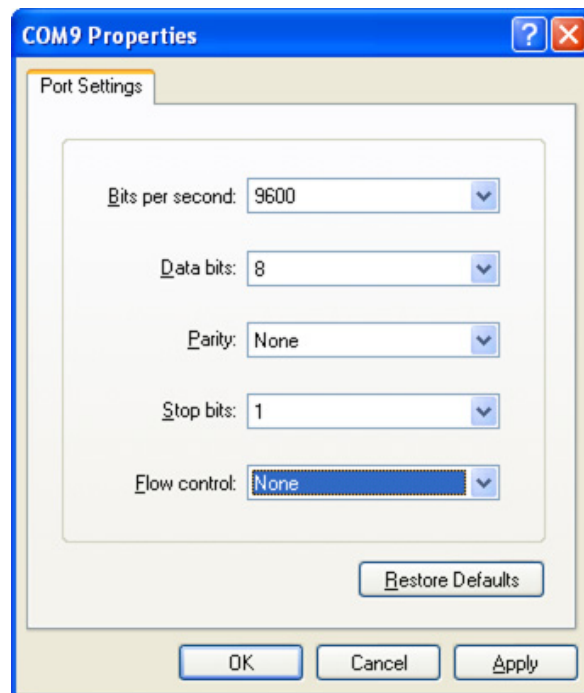 COM9 Properties
Port Settings
Bits per second: 9600
Data bits: 8
Parity: None
Stop bits: 1
Flow control: None
Restore Defaults
OK Cancel Apply